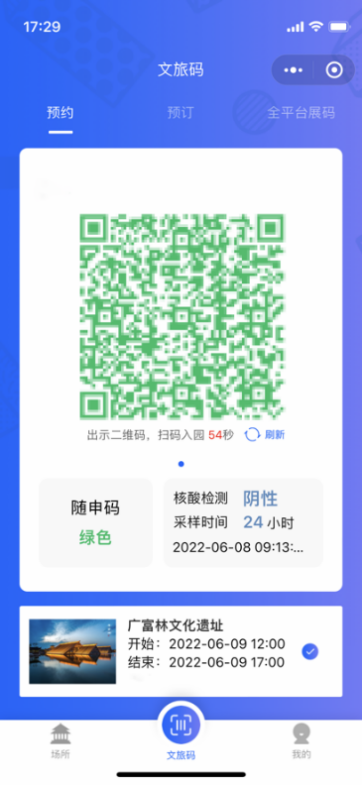 17:29
文旅码
预约
预订
全平台展码
出示二维码，扫码入园 54秒 刷新
随申码
绿色
核酸检测 阴性
采样时间 24 小时
2022-06-08 09:13:...
广富林文化遗址
开始：2022-06-09 12:00
结束：2022-06-09 17:00
场所
文旅码
我的